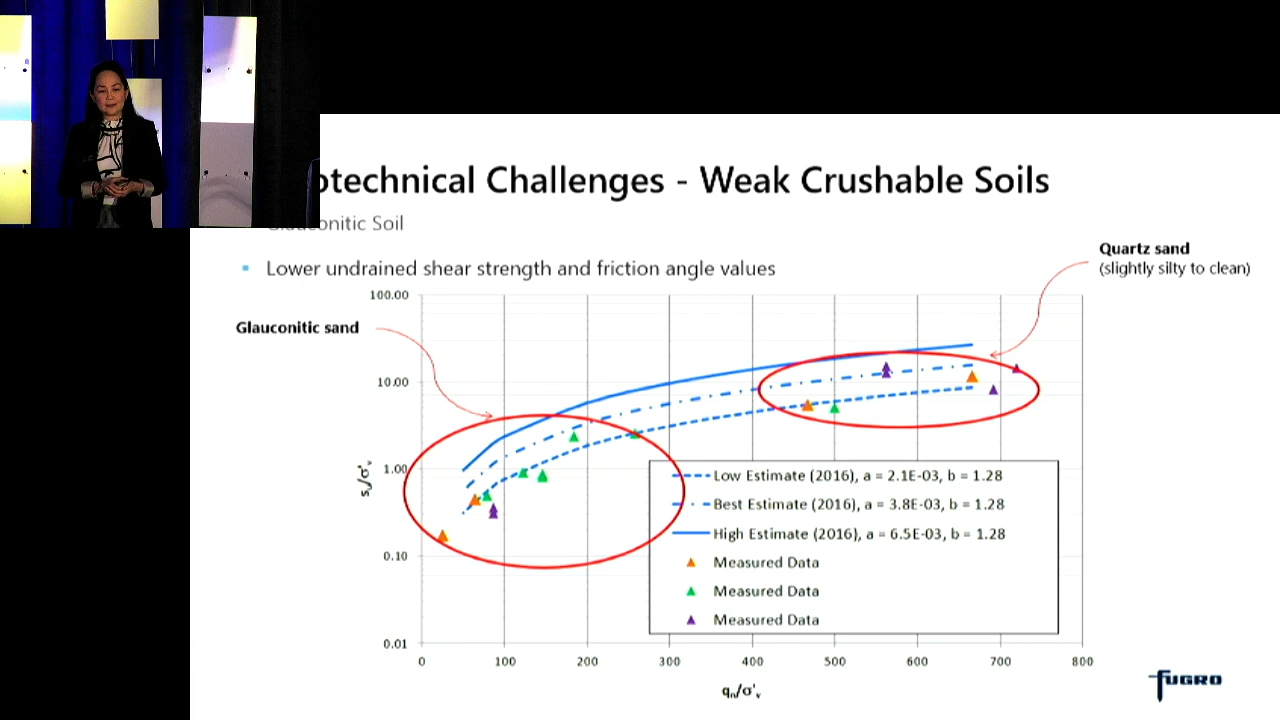 otechnical Challenges - Weak Crushable Soils
Glauconitic Soil
Lower undrained shear strength and friction angle values
Quartz sand
(slightly silty to clean)
Glauconitic sand
100.00
10.00
1.00
0.10
0.01
sᵤ/σ'ᵥ
Low Estimate (2016), a = 2.1E-03, b = 1.28
Best Estimate (2016), a = 3.8E-03, b = 1.28
High Estimate (2016), a = 6.5E-03, b = 1.28
Measured Data
Measured Data
Measured Data
0 100 200 300 400 500 600 700 800
qₙ/σ'ᵥ
FUGRO